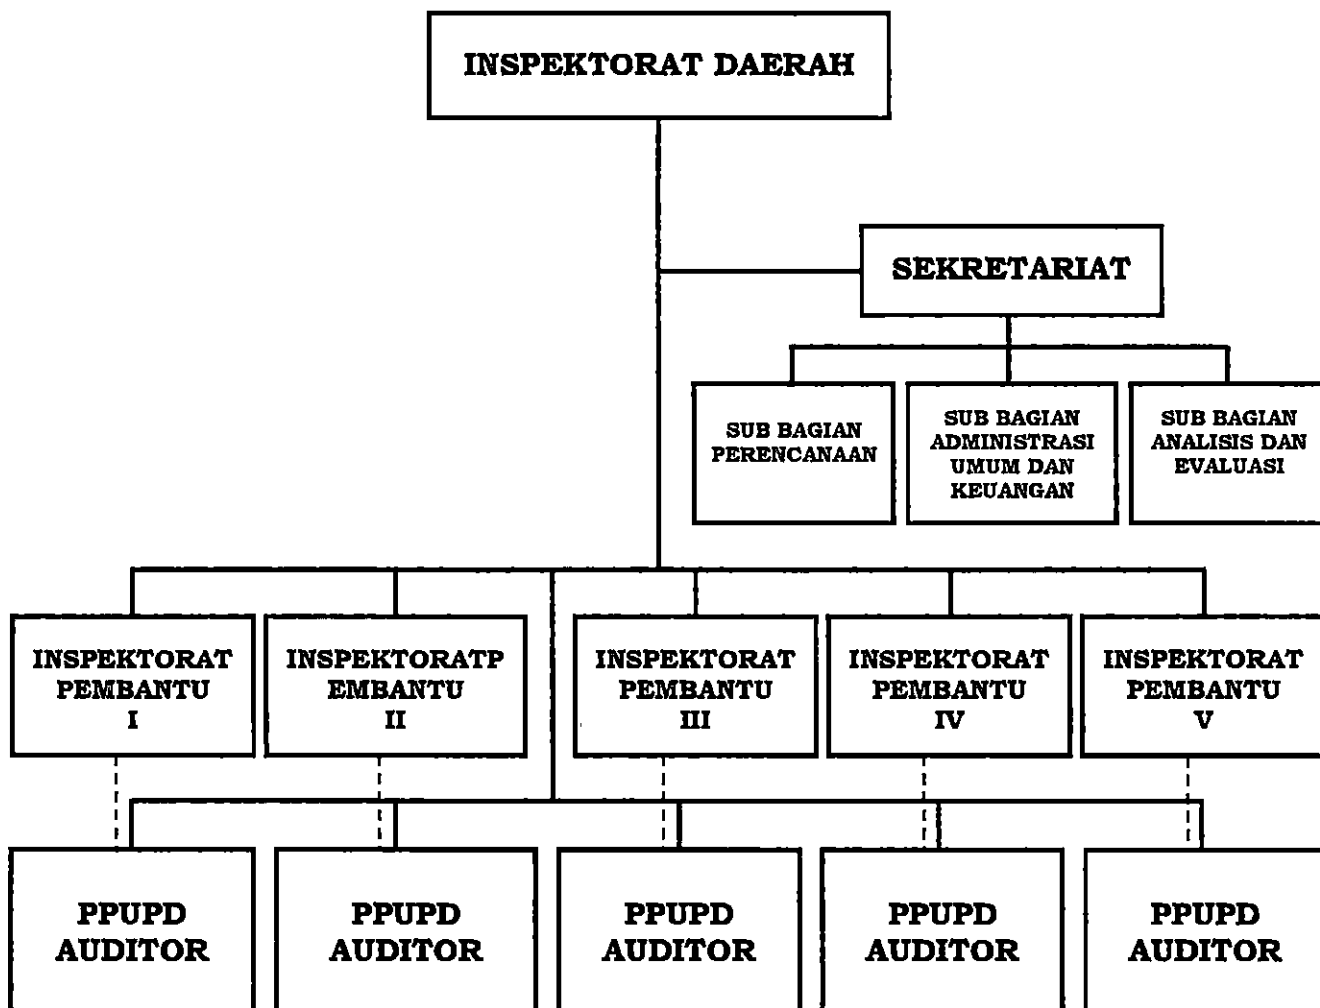 INSPEKTORAT DAERAH
SEKRETARIAT
SUB BAGIAN
PERENCANAAN
SUB BAGIAN
ADMINISTRASI
UMUM DAN
KEUANGAN
SUB BAGIAN
ANALISIS DAN
EVALUASI
INSPEKTORAT
PEMBANTU
I
INSPEKTORATP
EMBANTU
II
INSPEKTORAT
PEMBANTU
III
INSPEKTORAT
PEMBANTU
IV
INSPEKTORAT
PEMBANTU
V
PPUPD
AUDITOR
PPUPD
AUDITOR
PPUPD
AUDITOR
PPUPD
AUDITOR
PPUPD
AUDITOR